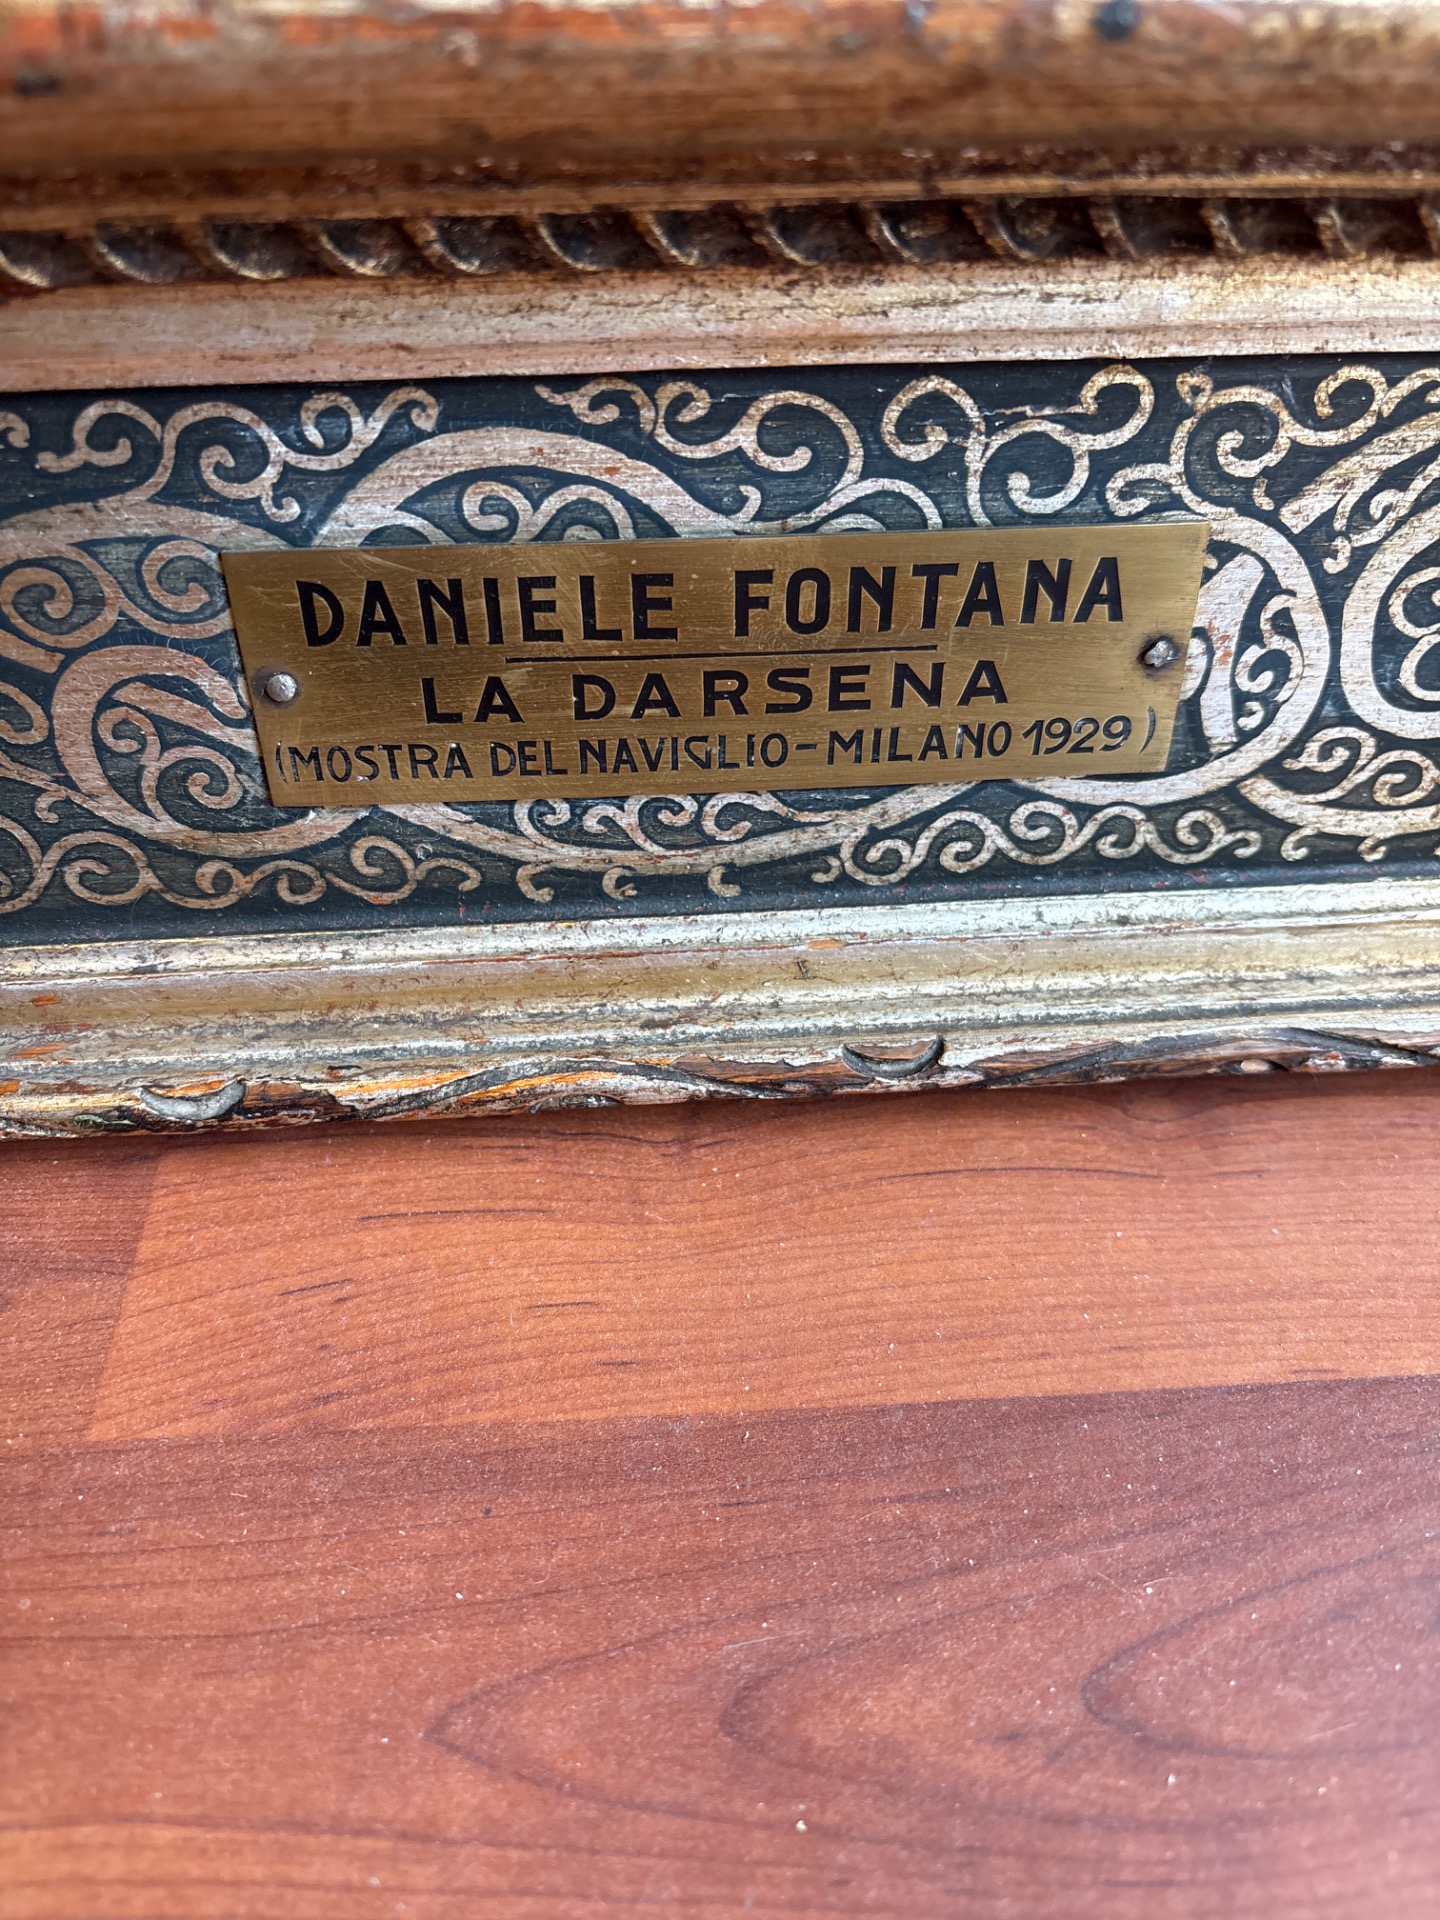 DANIELE FONTANA
LA DARSENA
(MOSTRA DEL NAVIGLIO-MILANO 1929)